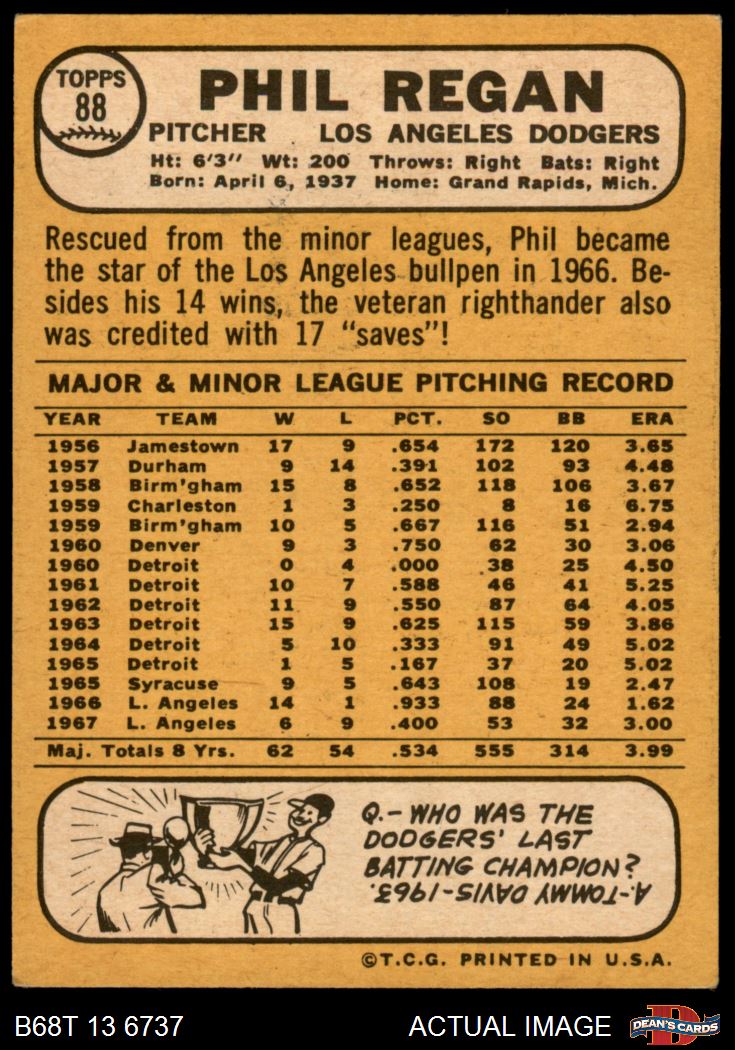 TOPPS
88
PHIL REGAN
PITCHER LOS ANGELES DODGERS
Ht: 6'3" Wt: 200 Throws: Right Bats: Right
Born: April 6, 1937 Home: Grand Rapids, Mich.
Rescued from the minor leagues, Phil became
the star of the Los Angeles bullpen in 1966. Be-
sides his 14 wins, the veteran righthander also
was credited with 17 "saves"!
MAJOR & MINOR LEAGUE PITCHING RECORD
YEAR TEAM W L PCT. SO BB ERA
1956 Jamestown 17 9 .654 172 120 3.65
1957 Durham 9 14 .391 102 93 4.48
1958 Birm'gham 15 8 .652 118 106 3.67
1959 Charleston 1 3 .250 8 16 6.75
1959 Birm'gham 10 5 .667 116 51 2.94
1960 Denver 9 3 .750 62 30 3.06
1960 Detroit 0 4 .000 38 25 4.50
1961 Detroit 10 7 .588 46 41 5.25
1962 Detroit 11 9 .550 87 64 4.05
1963 Detroit 15 9 .625 115 59 3.86
1964 Detroit 5 10 .333 91 49 5.02
1965 Detroit 1 5 .167 37 20 5.02
1965 Syracuse 9 5 .643 108 19 2.47
1966 L. Angeles 14 1 .933 88 24 1.62
1967 L. Angeles 6 9 .400 53 32 3.00
Maj. Totals 8 Yrs. 62 54 .534 555 314 3.99
Q.- WHO WAS THE
DODGERS' LAST
BATTING CHAMPION?
A-TOMMY DAVIS-1963.
©T.C.G. PRINTED IN U.S.A.
B68T 13 6737 ACTUAL IMAGE
D
DEAN'S CARDS